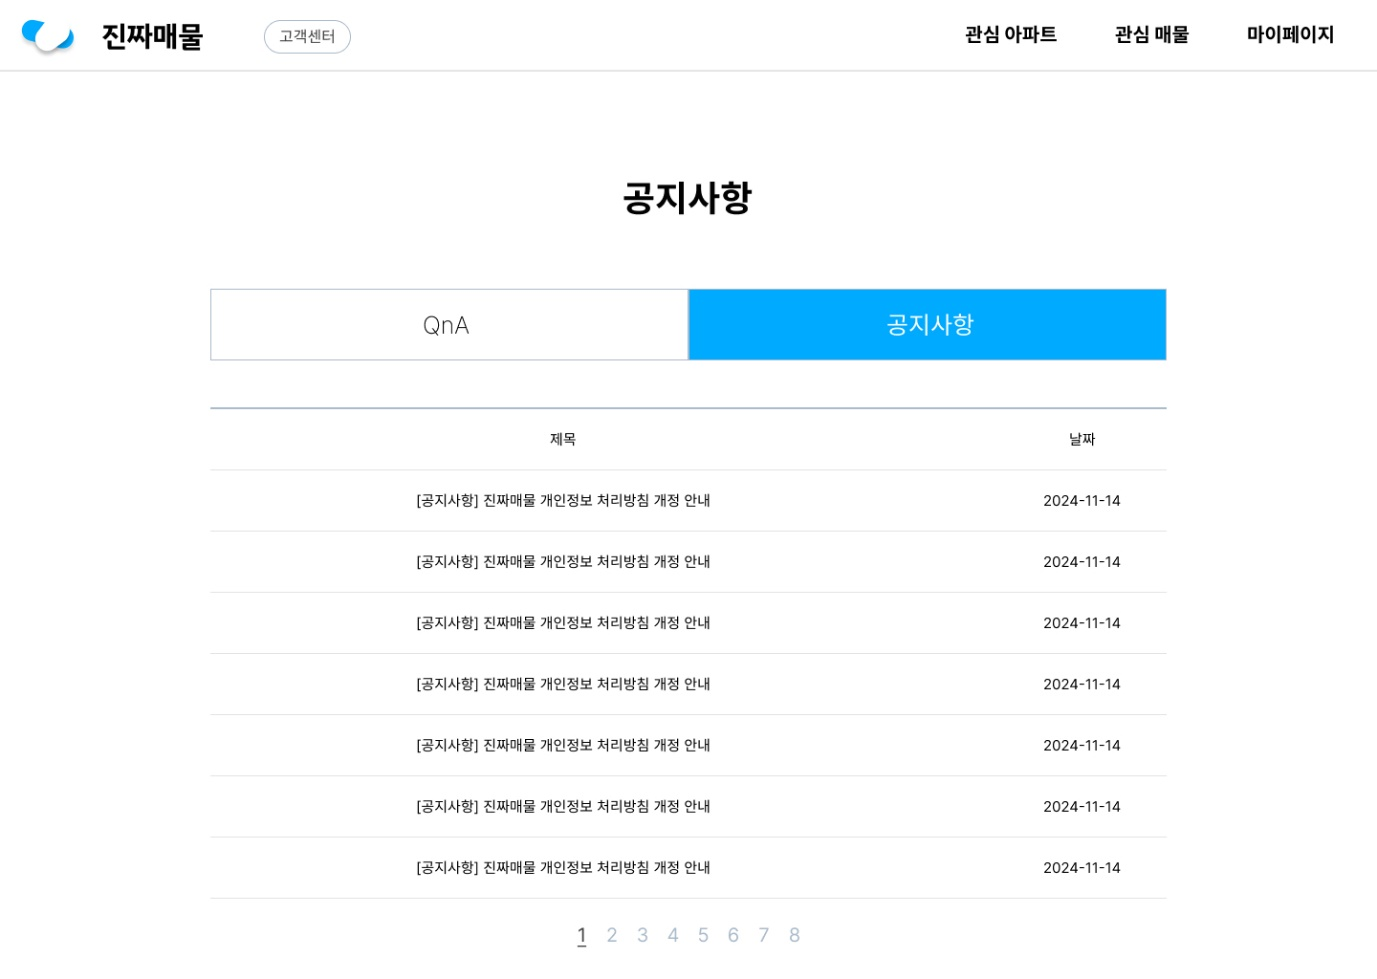 진짜매물 고객센터 관심 아파트 관심 매물 마이페이지
공지사항
QnA 공지사항
제목 날짜
[공지사항] 진짜매물 개인정보 처리방침 개정 안내 2024-11-14
[공지사항] 진짜매물 개인정보 처리방침 개정 안내 2024-11-14
[공지사항] 진짜매물 개인정보 처리방침 개정 안내 2024-11-14
[공지사항] 진짜매물 개인정보 처리방침 개정 안내 2024-11-14
[공지사항] 진짜매물 개인정보 처리방침 개정 안내 2024-11-14
[공지사항] 진짜매물 개인정보 처리방침 개정 안내 2024-11-14
[공지사항] 진짜매물 개인정보 처리방침 개정 안내 2024-11-14
1 2 3 4 5 6 7 8